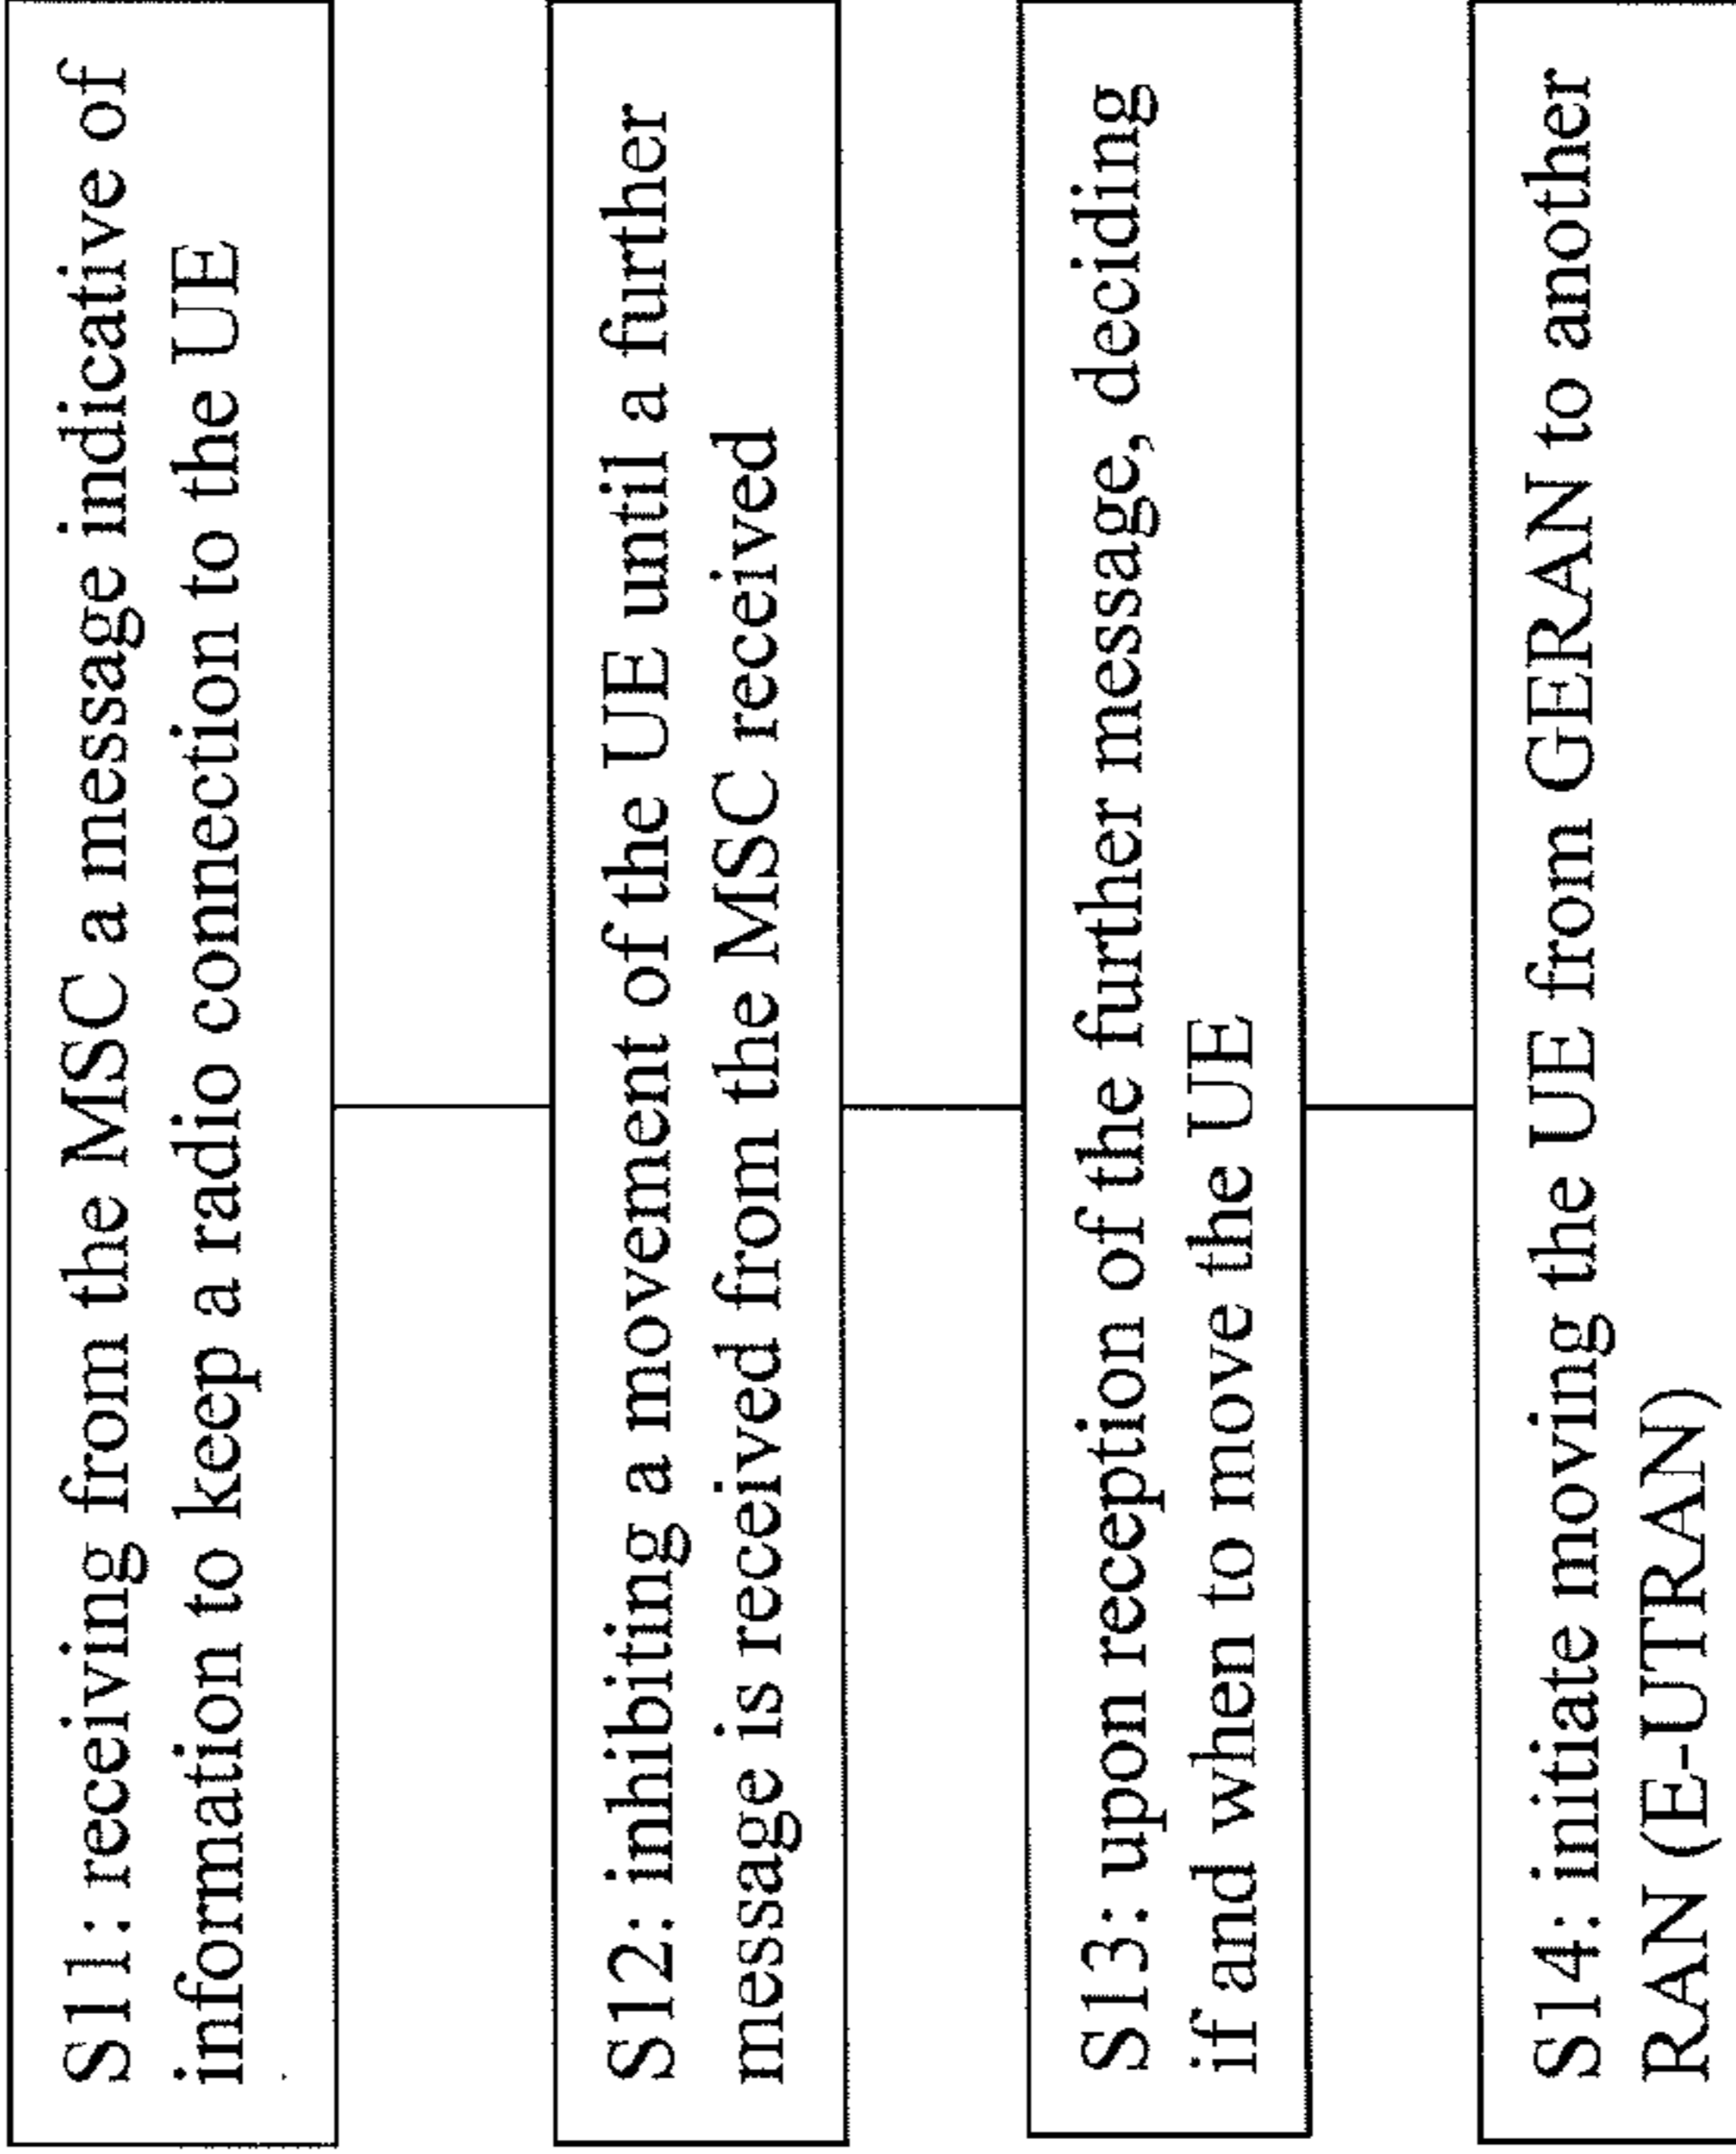 S11: receiving from the MSC a message indicative of
information to keep a radio connection to the UE
S12: inhibiting a movement of the UE until a further
message is received from the MSC received
S13: upon reception of the further message, deciding
if and when to move the UE
S14: initiate moving the UE from GERAN to another
RAN (E-UTRAN)